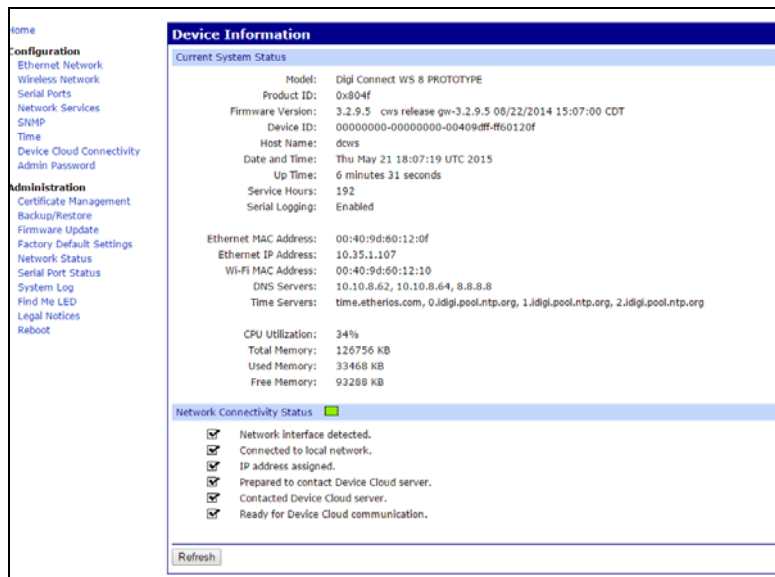 Home
Configuration
Ethernet Network
Wireless Network
Serial Ports
Network Services
SNMP
Time
Device Cloud Connectivity
Admin Password
Administration
Certificate Management
Backup/Restore
Firmware Update
Factory Default Settings
Network Status
Serial Port Status
System Log
Find Me LED
Legal Notices
Reboot
Device Information
Current System Status
Model: Digi Connect WS 8 PROTOTYPE
Product ID: 0x804f
Firmware Version: 3.2.9.5 cws release gw-3.2.9.5 08/22/2014 15:07:00 CDT
Device ID: 00000000-00000000-00409dff-ff60120f
Host Name: dcws
Date and Time: Thu May 21 18:07:19 UTC 2015
Up Time: 6 minutes 31 seconds
Service Hours: 192
Serial Logging: Enabled
Ethernet MAC Address: 00:40:9d:60:12:0f
Ethernet IP Address: 10.35.1.107
Wi-Fi MAC Address: 00:40:9d:60:12:10
DNS Servers: 10.10.8.62, 10.10.8.64, 8.8.8.8
Time Servers: time.etherios.com, 0.idigi.pool.ntp.org, 1.idigi.pool.ntp.org, 2.idigi.pool.ntp.org
CPU Utilization: 34%
Total Memory: 126756 KB
Used Memory: 33468 KB
Free Memory: 93288 KB
Network Connectivity Status
Network interface detected.
Connected to local network.
IP address assigned.
Prepared to contact Device Cloud server.
Contacted Device Cloud server.
Ready for Device Cloud communication.
Refresh